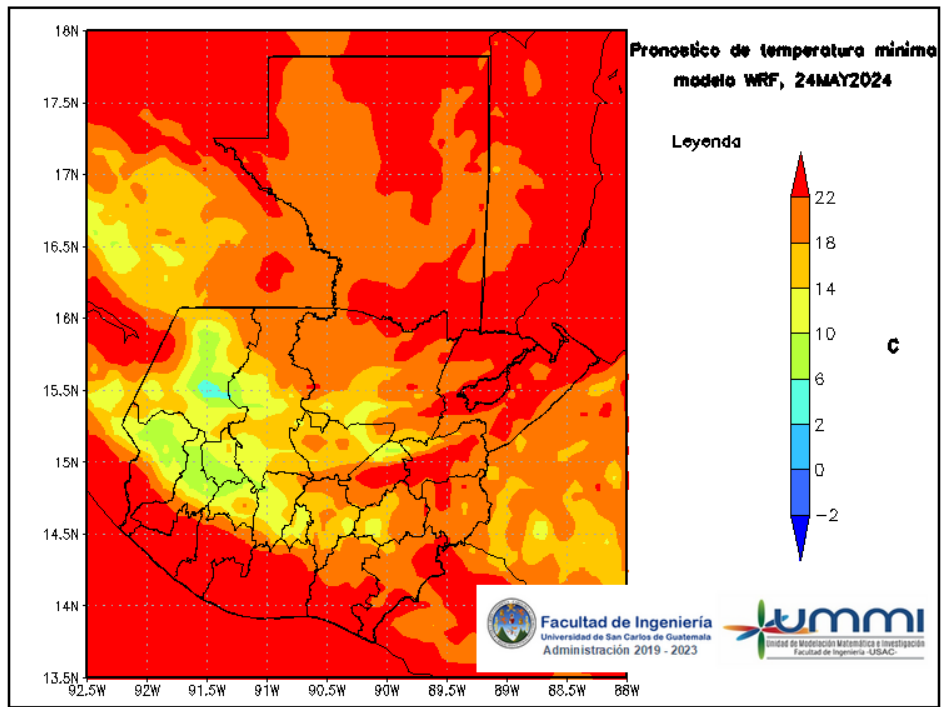 Pronostico de temperatura minima
modelo WRF, 24MAY2024
Leyenda
22
18
14
10
6
2
0
−2
C
18N
17.5N
17N
16.5N
16N
15.5N
15N
14.5N
14N
13.5N
92.5W 92W 91.5W 91W 90.5W 90W 89.5W 89W 88.5W 88W
Facultad de Ingeniería
Universidad de San Carlos de Guatemala
Administración 2019 - 2023
UMMI
Unidad de Modelación Matemática e Investigación
Facultad de Ingeniería -USAC-